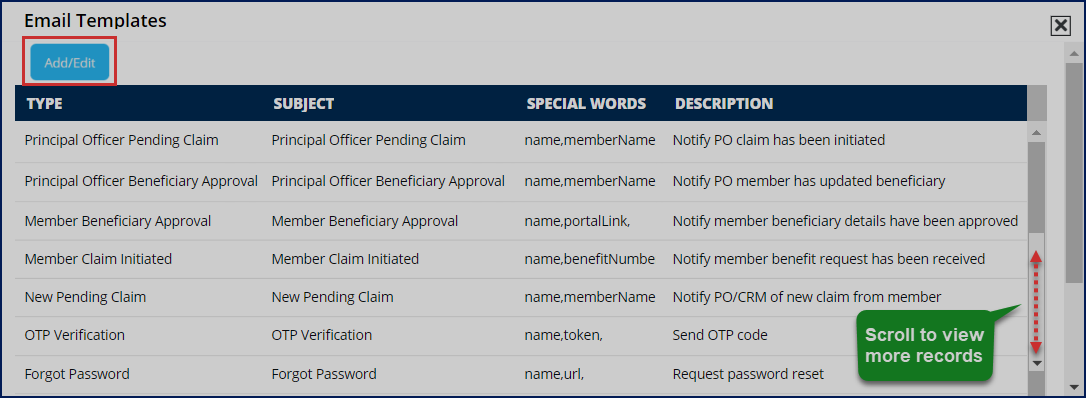 Email Templates
Add/Edit
TYPE SUBJECT SPECIAL WORDS DESCRIPTION
Principal Officer Pending Claim Principal Officer Pending Claim name,memberName Notify PO claim has been initiated
Principal Officer Beneficiary Approval Principal Officer Beneficiary Approval name,memberName Notify PO member has updated beneficiary
Member Beneficiary Approval Member Beneficiary Approval name,portalLink, Notify member beneficiary details have been approved
Member Claim Initiated Member Claim Initiated name,benefitNumbe Notify member benefit request has been received
New Pending Claim New Pending Claim name,memberName Notify PO/CRM of new claim from member
OTP Verification OTP Verification name,token, Send OTP code
Forgot Password Forgot Password name,url, Request password reset
Scroll to view
more records